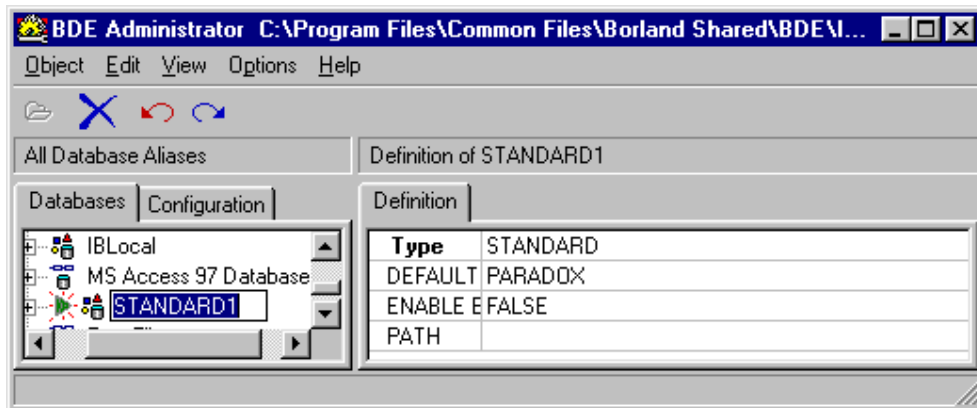 BDE Administrator C:\Program Files\Common Files\Borland Shared\BDE\I...
Object Edit View Options Help
All Database Aliases
Definition of STANDARD1
Databases Configuration
Definition
IBLocal
MS Access 97 Database
STANDARD1
Type STANDARD
DEFAULT PARADOX
ENABLE B FALSE
PATH